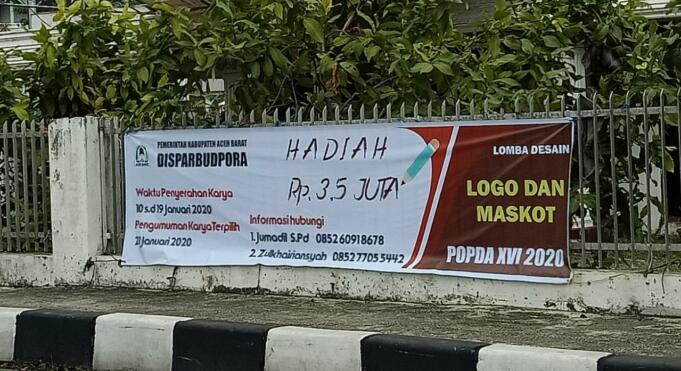 PEMERINTAH KABUPATEN ACEH BARAT
DISPARBUDPORA
Waktu Penyerahan Karya
10 s.d 19 Januari 2020
Pengumuman Karya Terpilih
21 Januari 2020
HADIAH
Rp. 3,5 JUTA
Informasi hubungi
1. Jumadil S.Pd 085260918678
2. Zulkhairiansyah 085277055442
LOMBA DESAIN
LOGO DAN
MASKOT
POPDA XVI 2020